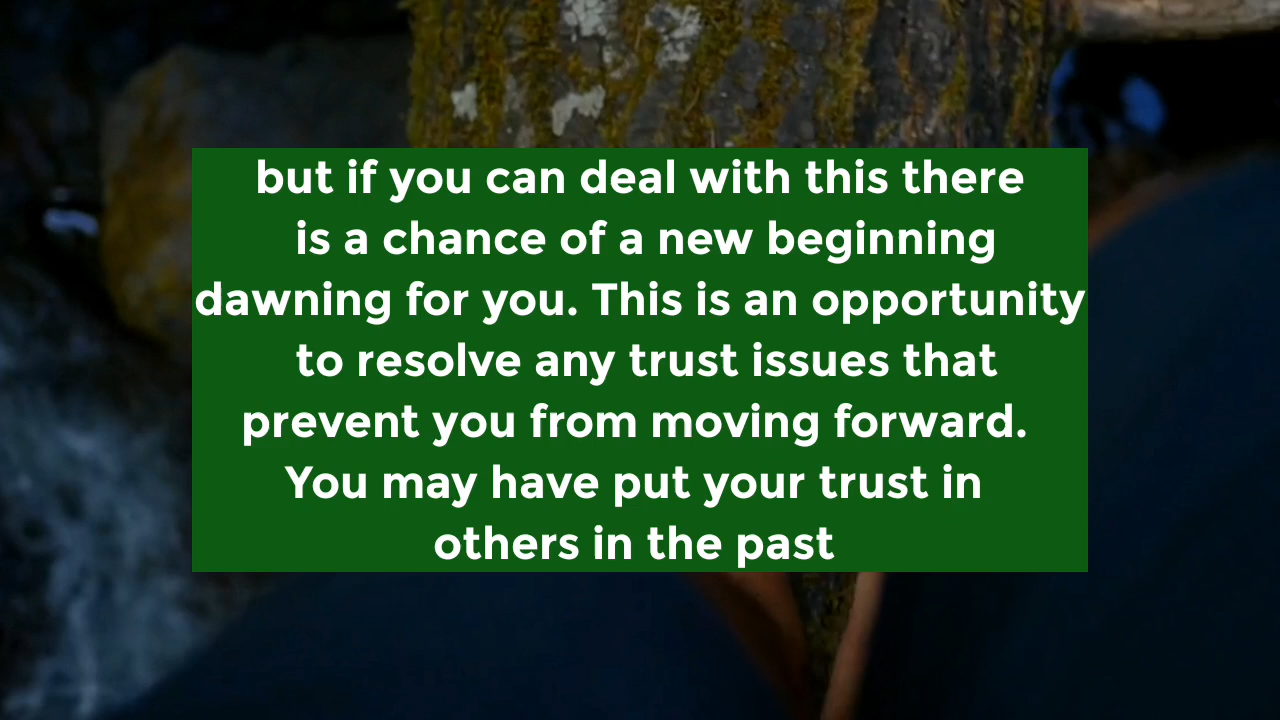 but if you can deal with this there
is a chance of a new beginning
dawning for you. This is an opportunity
to resolve any trust issues that
prevent you from moving forward.
You may have put your trust in
others in the past